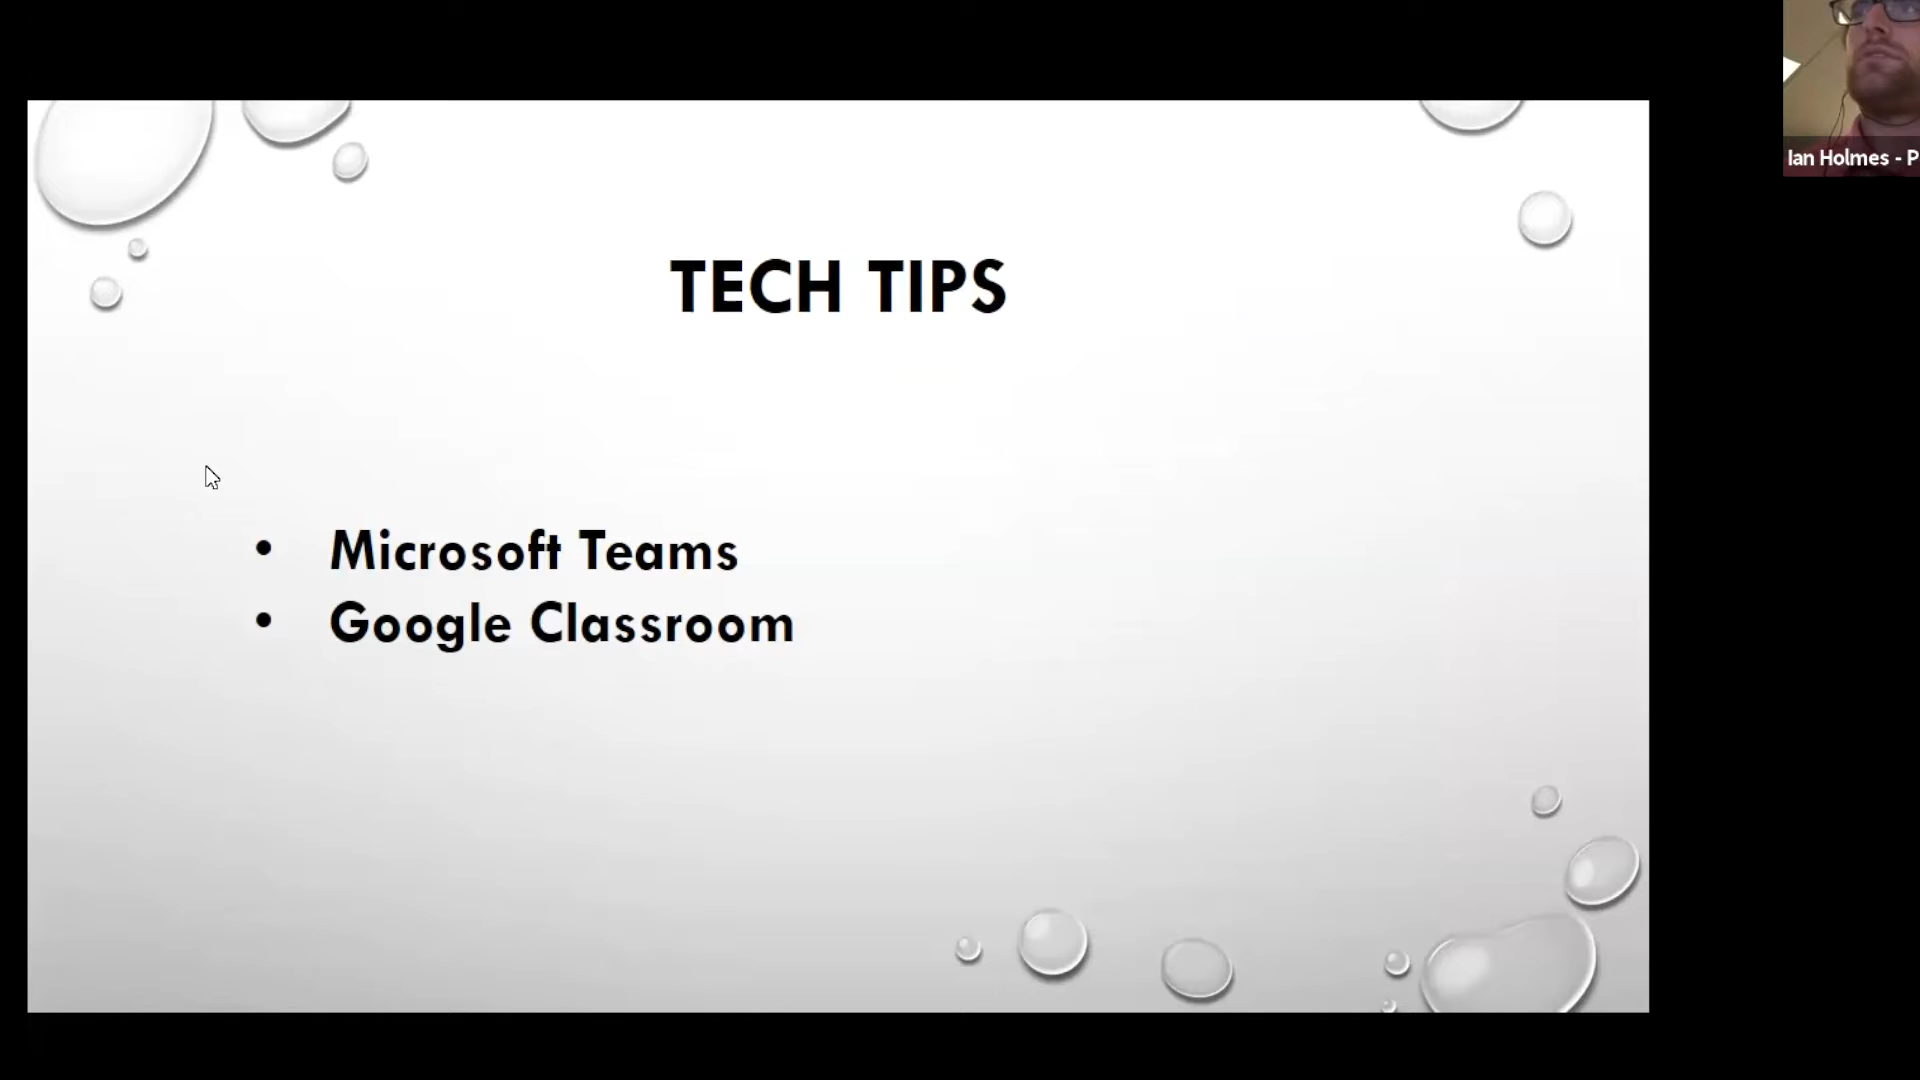 TECH TIPS
Ian Holmes - P
• Microsoft Teams
• Google Classroom